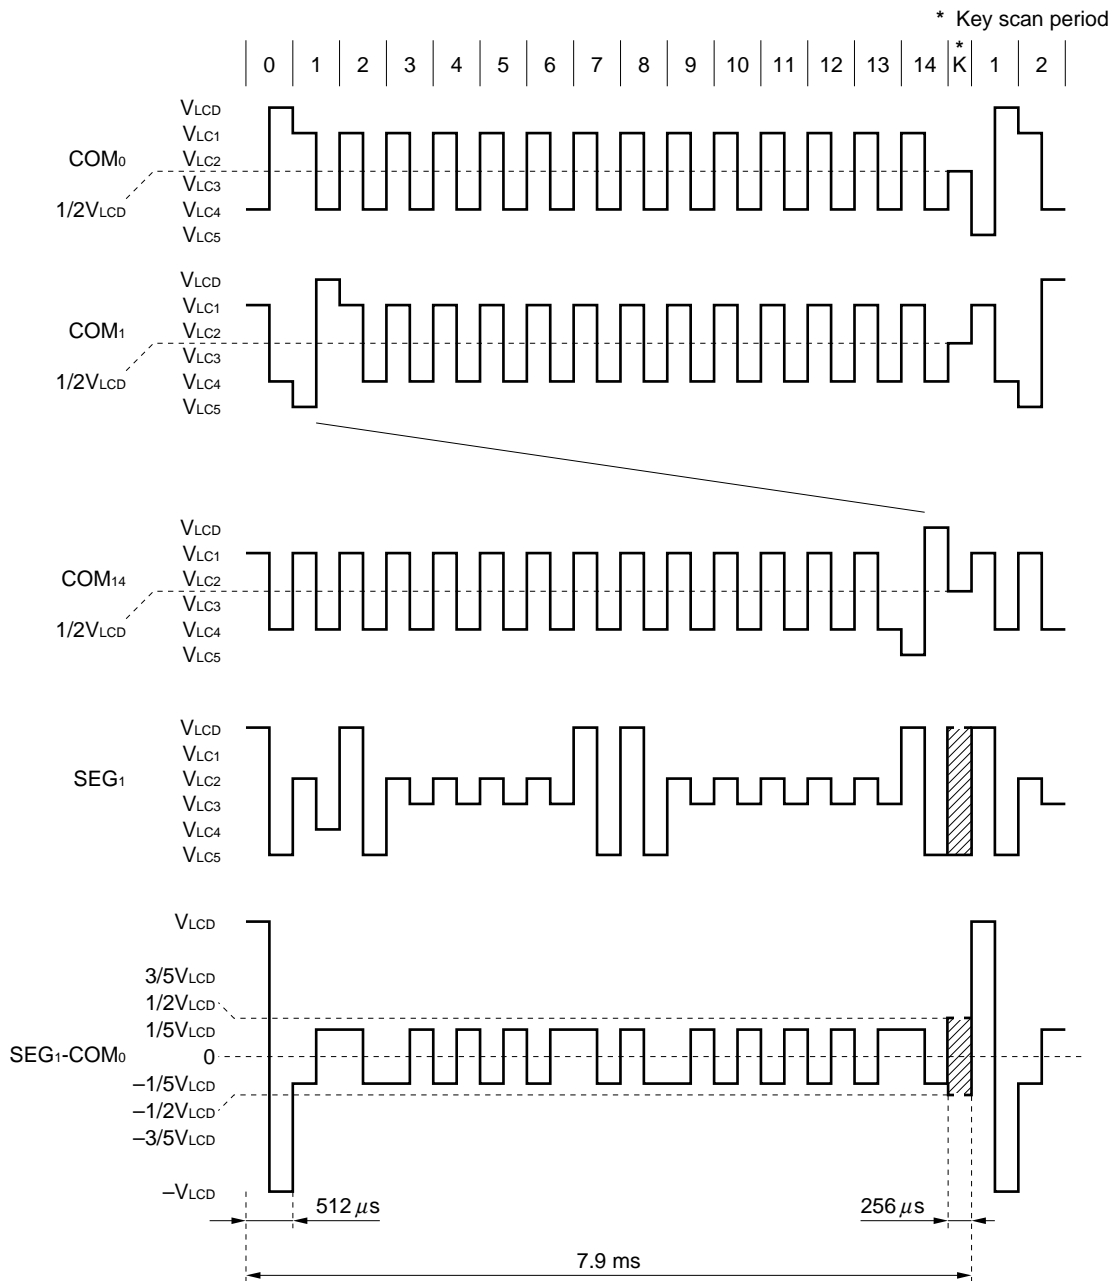 * Key scan period
0 1 2 3 4 5 6 7 8 9 10 11 12 13 14 * K 1 2
COM0
1/2VLCD
VLCD
VLC1
VLC2
VLC3
VLC4
VLC5
COM1
1/2VLCD
VLCD
VLC1
VLC2
VLC3
VLC4
VLC5
COM14
1/2VLCD
VLCD
VLC1
VLC2
VLC3
VLC4
VLC5
SEG1
VLCD
VLC1
VLC2
VLC3
VLC4
VLC5
SEG1-COM0
VLCD
3/5VLCD
1/2VLCD
1/5VLCD
0
–1/5VLCD
–1/2VLCD
–3/5VLCD
–VLCD
512 μs
256 μs
7.9 ms